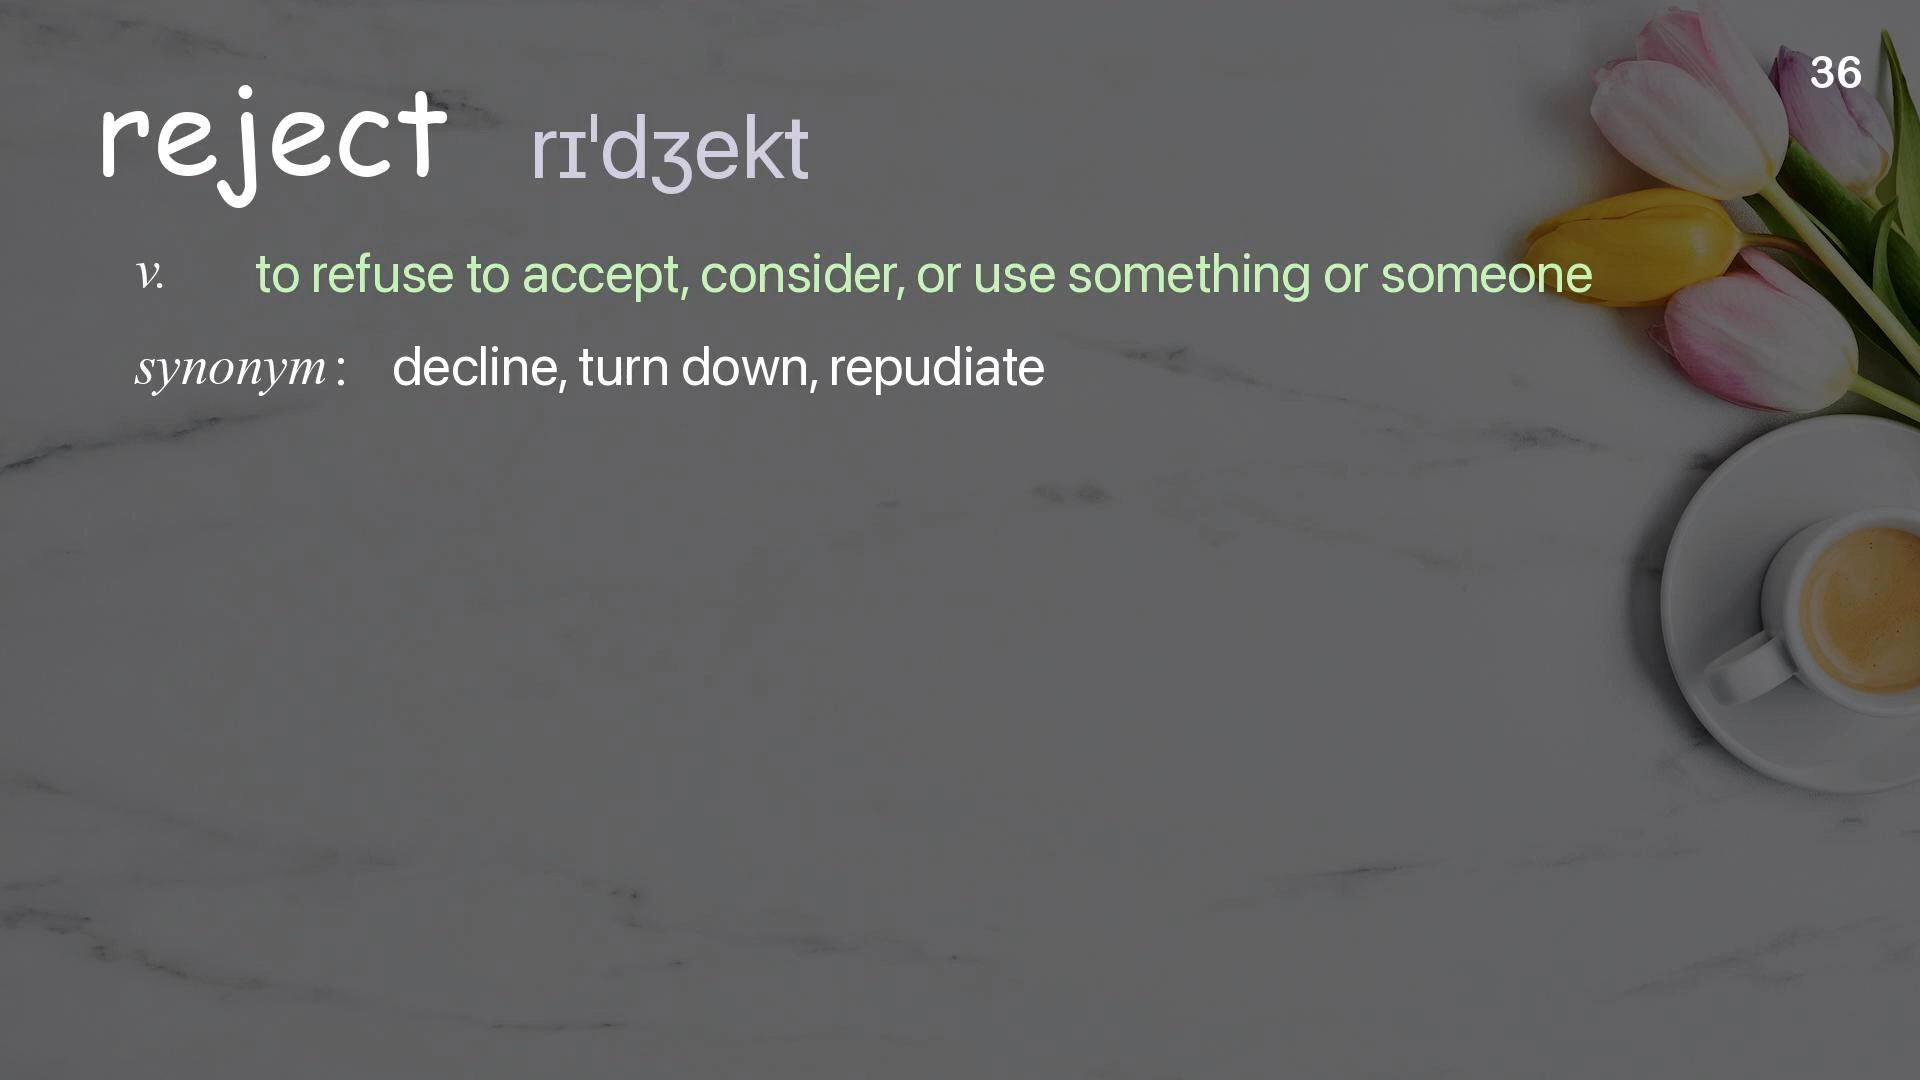 36
reject rɪˈdʒekt
v. to refuse to accept, consider, or use something or someone
synonym : decline, turn down, repudiate